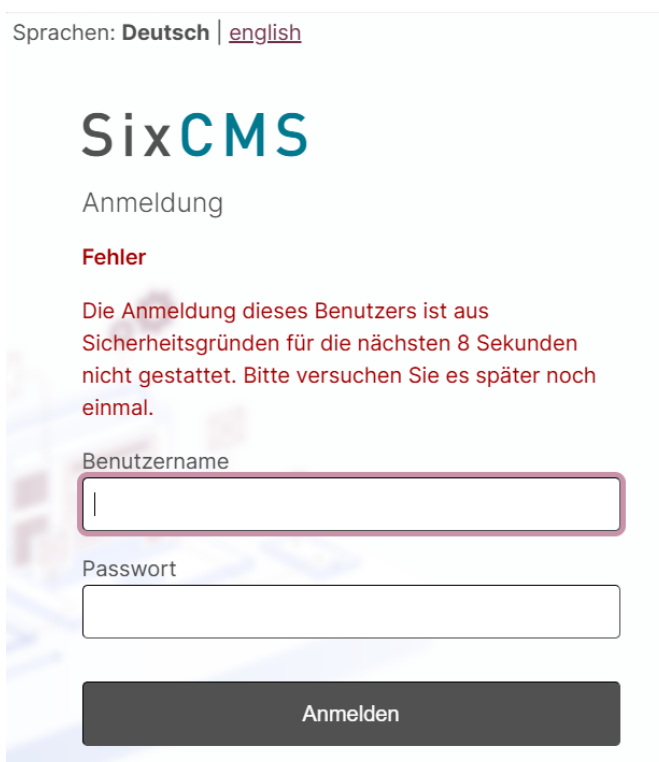 Sprachen: Deutsch | english
SixCMS
Anmeldung
Fehler
Die Anmeldung dieses Benutzers ist aus
Sicherheitsgründen für die nächsten 8 Sekunden
nicht gestattet. Bitte versuchen Sie es später noch
einmal.
Benutzername
Passwort
Anmelden